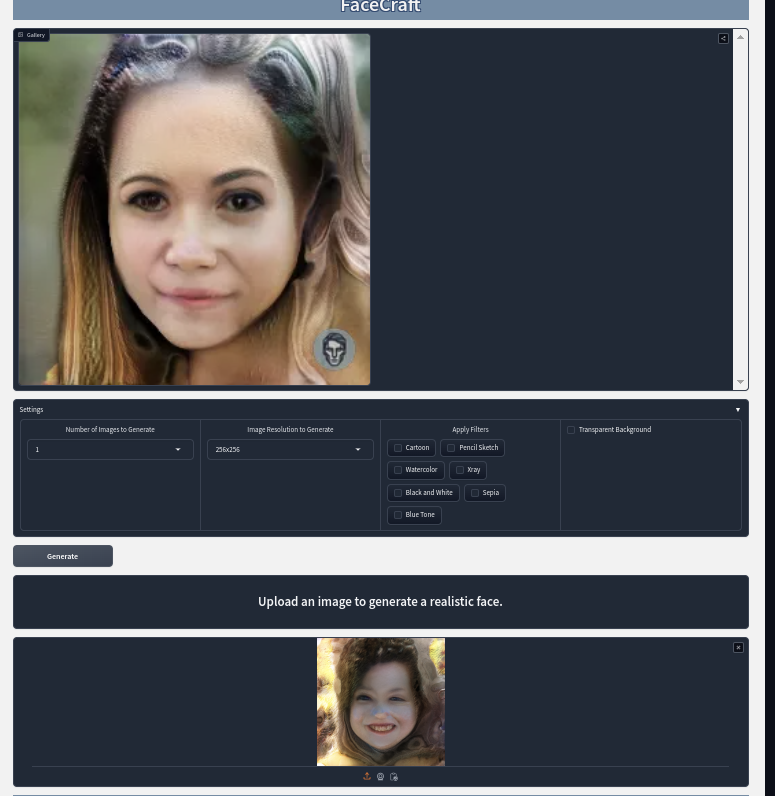 FaceCraft
Gallery
Settings
Number of Images to Generate
Image Resolution to Generate
Apply Filters
Transparent Background
1
256x256
Cartoon
Pencil Sketch
Watercolor
Xray
Black and White
Sepia
Blue Tone
Generate
Upload an image to generate a realistic face.